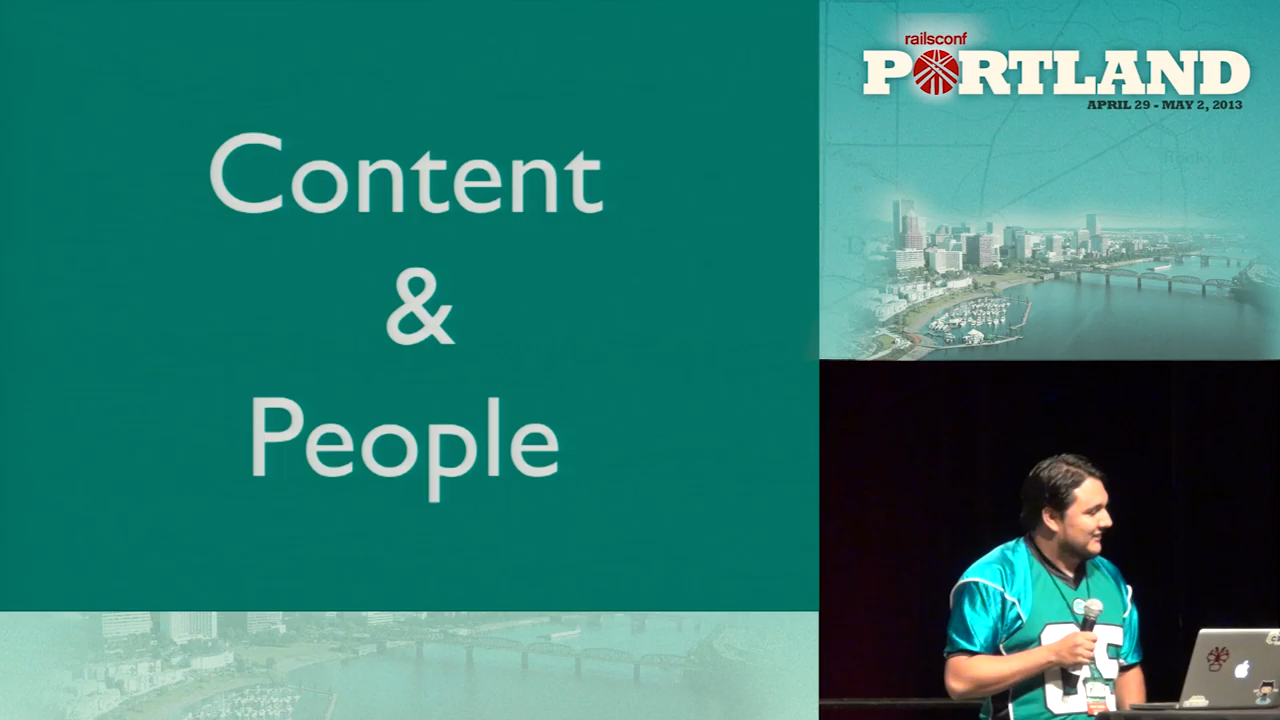 Content
&
People
railsconf
PORTLAND
APRIL 29 - MAY 2, 2013